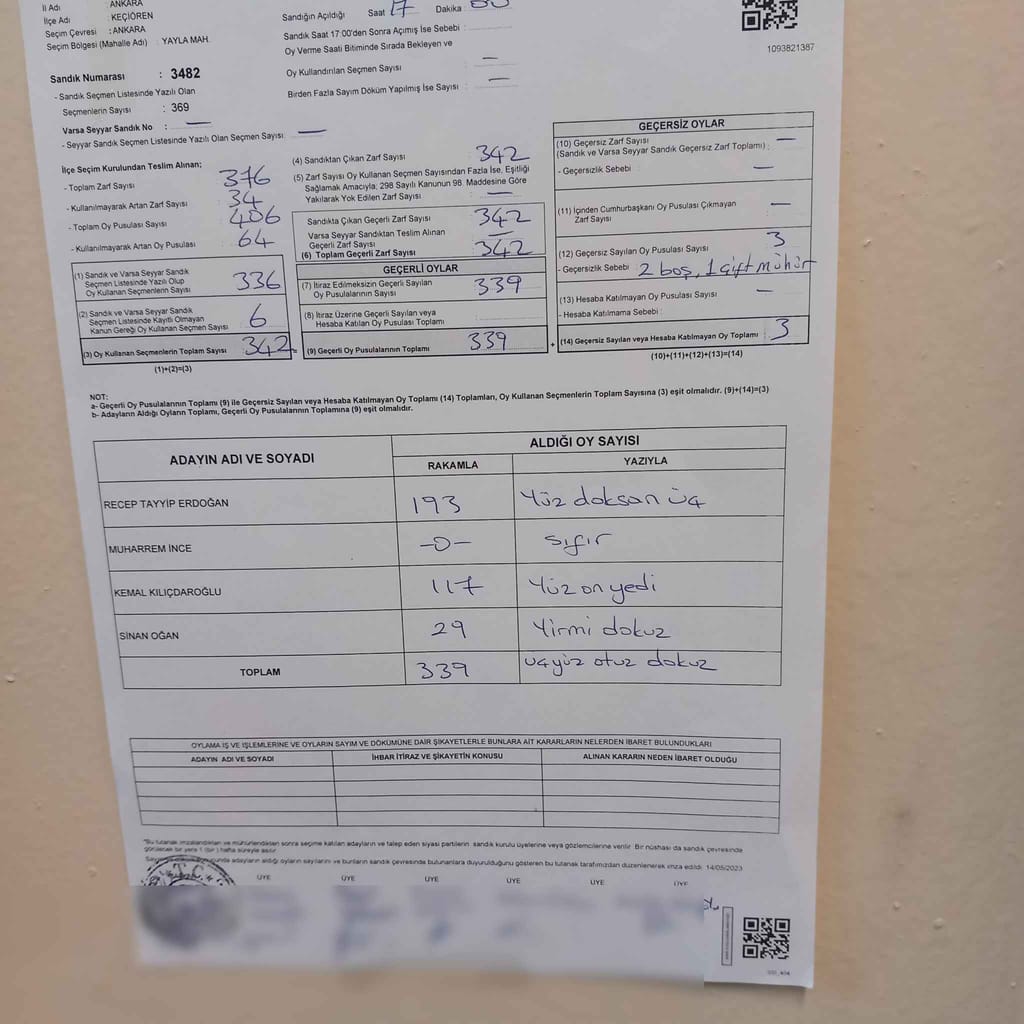 İl Adı : ANKARA
İlçe Adı : KEÇİÖREN
Seçim Çevresi : ANKARA
Seçim Bölgesi (Mahalle Adı) : YAYLA MAH.
Sandığın Açıldığı Saat 17 Dakika
Sandık Saat 17:00'den Sonra Açımış İse Sebebi :
Oy Verme Saati Bitiminde Sırada Bekleyen ve
Oy Kullandırılan Seçmen Sayısı : —
Birden Fazla Sayım Döküm Yapılmış İse Sayısı : —
1093821387
Sandık Numarası : 3482
- Sandık Seçmen Listesinde Yazılı Olan
Seçmenlerin Sayısı : 369
Varsa Seyyar Sandık No : —
- Seyyar Sandık Seçmen Listesinde Yazılı Olan Seçmen Sayısı : —
İlçe Seçim Kurulundan Teslim Alınan;
- Toplam Zarf Sayısı 376
- Kullanılmayarak Artan Zarf Sayısı 34
- Toplam Oy Pusulası Sayısı 406
- Kullanılmayarak Artan Oy Pusulası 64
(1) Sandık ve Varsa Seyyar Sandık
Seçmen Listesinde Yazılı Olup
Oy Kullanan Seçmenlerin Sayısı 336
(2) Sandık ve Varsa Seyyar Sandık
Seçmen Listesinde Kayıtlı Olmayan
Kanun Gereği Oy Kullanan Seçmen Sayısı 6
(3) Oy Kullanan Seçmenlerin Toplam Sayısı 342 =
(1)+(2)=(3)
(4) Sandıktan Çıkan Zarf Sayısı 342
(5) Zarf Sayısı Oy Kullanan Seçmen Sayısından Fazla İse, Eşitliği
Sağlamak Amacıyla; 298 Sayılı Kanunun 98. Maddesine Göre
Yakılarak Yok Edilen Zarf Sayısı —
Sandıkta Çıkan Geçerli Zarf Sayısı 342
Varsa Seyyar Sandıktan Teslim Alınan
Geçerli Zarf Sayısı —
(6) Toplam Geçerli Zarf Sayısı 342
GEÇERLİ OYLAR
(7) İtiraz Edilmeksizin Geçerli Sayılan
Oy Pusulalarının Sayısı 339
(8) İtiraz Üzerine Geçerli Sayılan veya
Hesaba Katılan Oy Pusulası Toplamı
(9) Geçerli Oy Pusulalarının Toplamı 339 +
GEÇERSİZ OYLAR
(10) Geçersiz Zarf Sayısı
(Sandık ve Varsa Seyyar Sandık Geçersiz Zarf Toplamı) : —
- Geçersizlik Sebebi : —
(11) İçinden Cumhurbaşkanı Oy Pusulası Çıkmayan
Zarf Sayısı —
(12) Geçersiz Sayılan Oy Pusulası Sayısı 3
- Geçersizlik Sebebi : 2 boş, 1 çift mühür
(13) Hesaba Katılmayan Oy Pusulası Sayısı —
- Hesaba Katılmama Sebebi :
(14) Geçersiz Sayılan veya Hesaba Katılmayan Oy Toplamı 3
(10)+(11)+(12)+(13)=(14)
NOT:
a- Geçerli Oy Pusulalarının Toplamı (9) ile Geçersiz Sayılan veya Hesaba Katılmayan Oy Toplamı (14) Toplamları, Oy Kullanan Seçmenlerin Toplam Sayısına (3) eşit olmalıdır. (9)+(14)=(3)
b- Adayların Aldığı Oyların Toplamı, Geçerli Oy Pusulalarının Toplamına (9) eşit olmalıdır.
ADAYIN ADI VE SOYADI
ALDIĞI OY SAYISI
RAKAMLA YAZIYLA
RECEP TAYYİP ERDOĞAN 193 Yüz doksan üç
MUHARREM İNCE -0- Sıfır
KEMAL KILIÇDAROĞLU 117 Yüz on yedi
SİNAN OĞAN 29 Yirmi dokuz
TOPLAM 339 üçyüz otuz dokuz
OYLAMA İŞ VE İŞLEMLERİNE VE OYLARIN SAYIM VE DÖKÜMÜNE DAİR ŞİKAYETLERLE BUNLARA AİT KARARLARIN NELERDEN İBARET BULUNDUKLARI
ADAYIN ADI VE SOYADI İHBAR İTİRAZ VE ŞİKAYETİN KONUSU ALINAN KARARIN NEDEN İBARET OLDUĞU
"Bu tutanak imzalandıktan ve mühürlendikten sonra seçime katılan adayların ve talep eden siyasi partilerin sandık kurulu üyelerine veya gözlemcilerine verilir. Bir nüshası da sandık çevresinde
görülecek bir yere 1 (bir) hafta süreyle asılır.
adayların aldığı oyların sayılarını ve bunların sandık çevresinde bulunanlara duyurulduğunu gösteren bu tutanak tarafımızdan düzenlenerek imza edildi. 14/05/2023
T.C.
ÜYE ÜYE ÜYE ÜYE ÜYE ÜYE